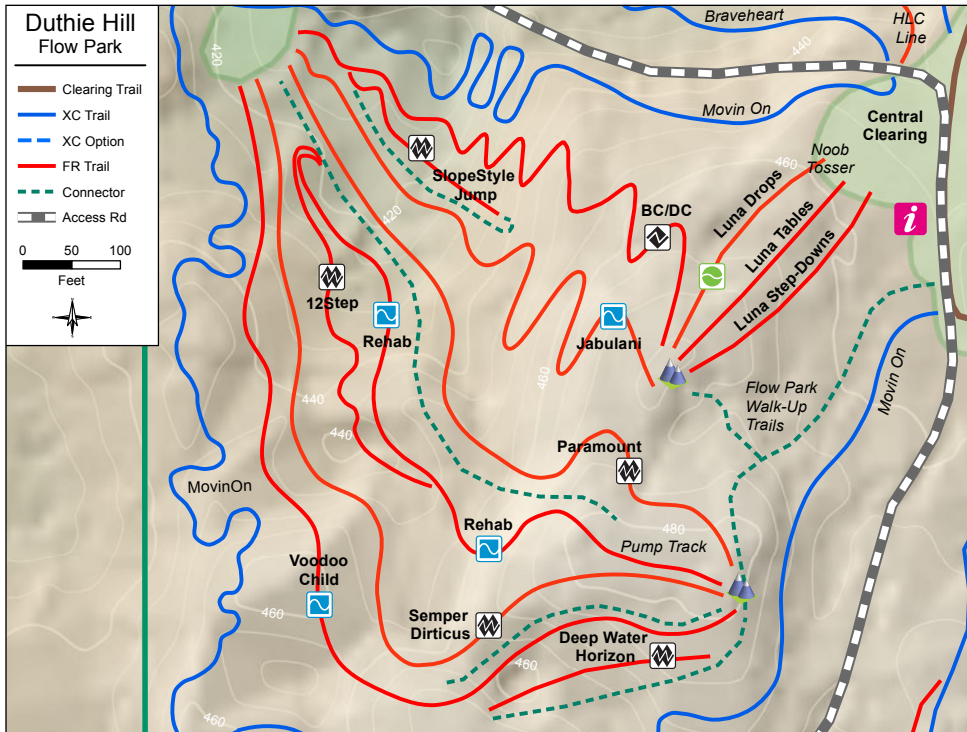 Duthie Hill
Flow Park
Clearing Trail
XC Trail
XC Option
FR Trail
Connector
Access Rd
0 50 100
Feet
420
Braveheart
HLC
Line
440
Movin On
Central
Clearing
Noob
Tosser
460
SlopeStyle
Jump
BC/DC
Luna Drops
Luna Tables
Luna Step-Downs
420
12Step
Rehab
Jabulani
460
Flow Park
Walk-Up
Trails
Movin On
440
440
Paramount
MovinOn
480
Rehab
Pump Track
Voodoo
Child
460
Semper
Dirticus
Deep Water
Horizon
460
460